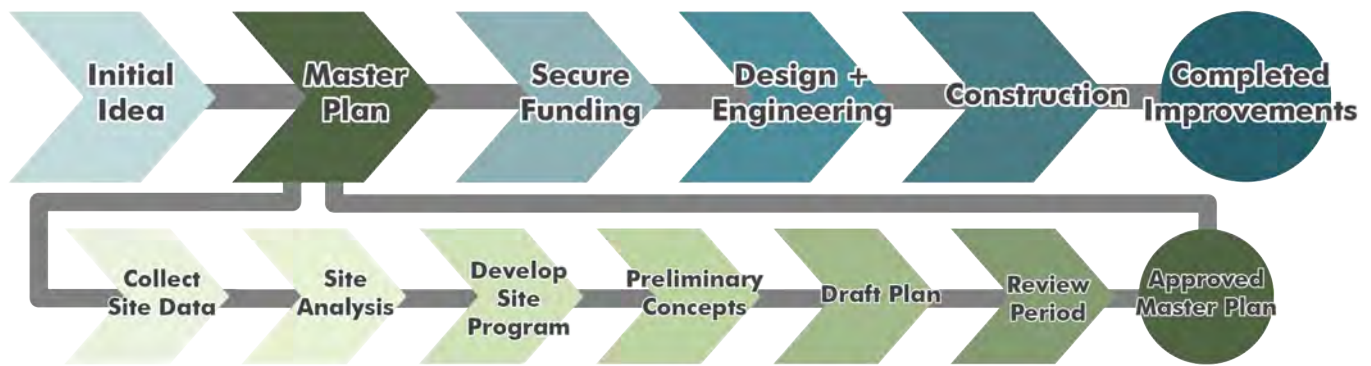 Initial
Idea
Master
Plan
Secure
Funding
Design +
Engineering
Construction
Completed
Improvements
Collect
Site Data
Site
Analysis
Develop
Site
Program
Preliminary
Concepts
Draft Plan
Review
Period
Approved
Master Plan